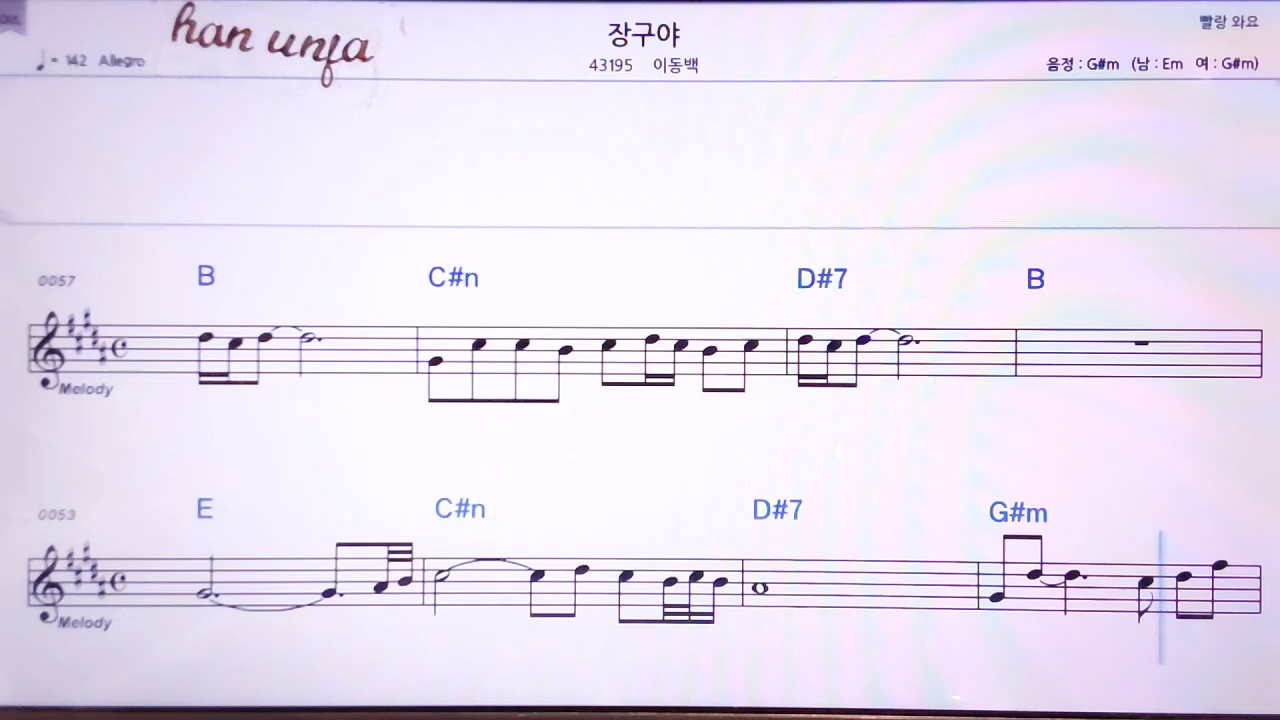 han unfa
장구야
빨랑 와요
♩ = 142 Allegro
43195 이동백
음정 : G#m (남 : Em 여 : G#m)
0057 B C#n D#7 B
Melody
0053 E C#n D#7 G#m
Melody